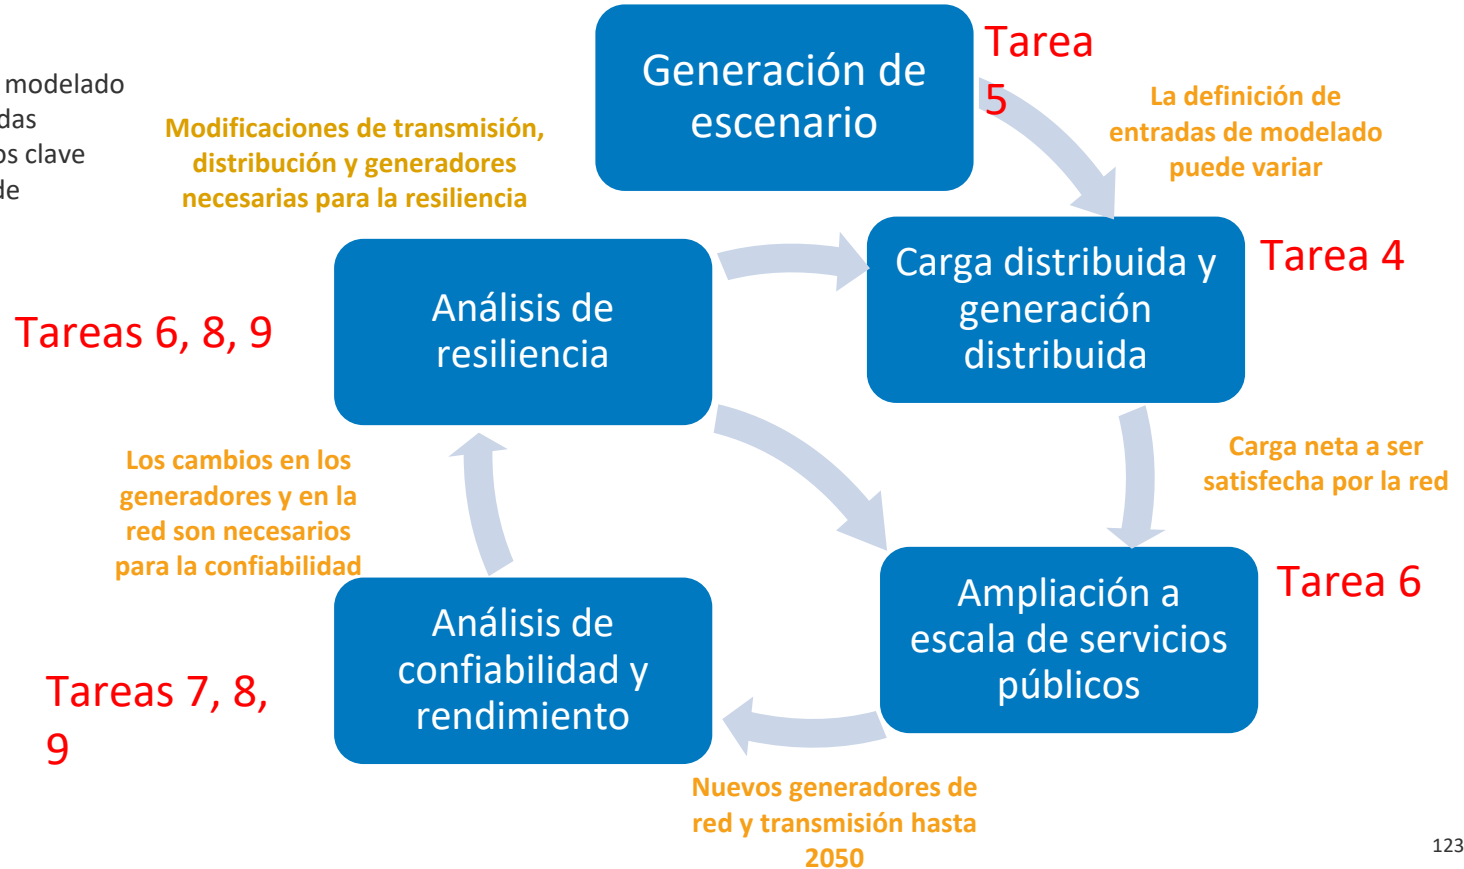 modelado
das
os clave
de
Modificaciones de transmisión,
distribución y generadores
necesarias para la resiliencia
Generación de
escenario
Tarea
5
La definición de
entradas de modelado
puede variar
Análisis de
resiliencia
Tareas 6, 8, 9
Carga distribuida y
generación
distribuida
Tarea 4
Los cambios en los
generadores y en la
red son necesarios
para la confiabilidad
Carga neta a ser
satisfecha por la red
Análisis de
confiabilidad y
rendimiento
Tareas 7, 8,
9
Ampliación a
escala de servicios
públicos
Tarea 6
Nuevos generadores de
red y transmisión hasta
2050
123